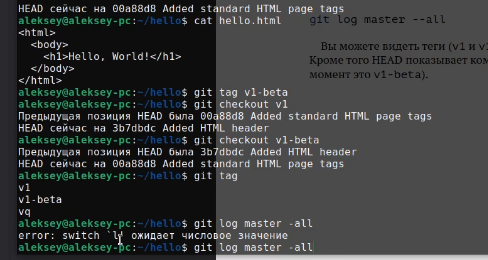 HEAD сейчас на 00a88d8 Added standard HTML page tags
aleksey@aleksey-pc:~/hello$ cat hello.html
<html>
  <body>
    <h1>Hello, World!</h1>
  </body>
</html>
aleksey@aleksey-pc:~/hello$ git tag v1-beta
aleksey@aleksey-pc:~/hello$ git checkout v1
Предыдущая позиция HEAD была 00a88d8 Added standard HTML page tags
HEAD сейчас на 3b7dbdc Added HTML header
aleksey@aleksey-pc:~/hello$ git checkout v1-beta
Предыдущая позиция HEAD была 3b7dbdc Added HTML header
HEAD сейчас на 00a88d8 Added standard HTML page tags
aleksey@aleksey-pc:~/hello$ git tag
v1
v1-beta
vq
aleksey@aleksey-pc:~/hello$ git log master -all
error: switch `l' ожидает числовое значение
aleksey@aleksey-pc:~/hello$ git log master -all
git log master --all
Вы можете видеть теги (v1 и v
Кроме того HEAD показывает ком
момент это v1-beta).